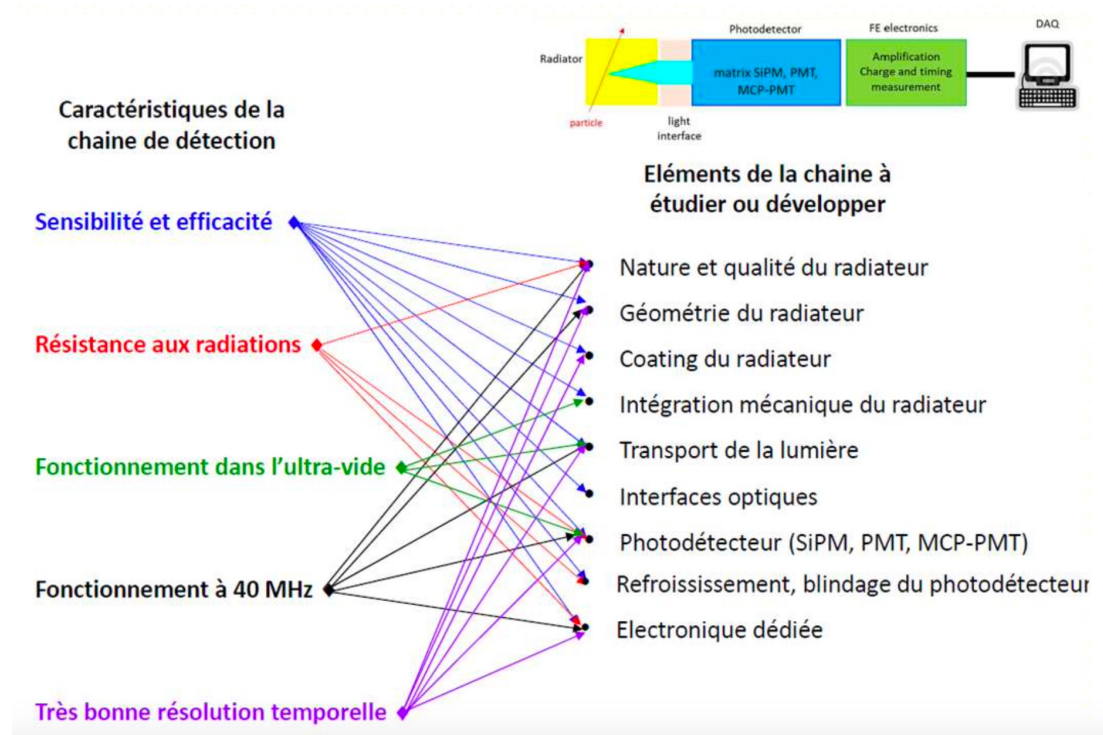 Photodetector
FE electronics
DAQ
Radiator
matrix SiPM, PMT,
MCP-PMT
Amplification
Charge and timing
measurement
particle
light
interface
Caractéristiques de la
chaine de détection
Eléments de la chaine à
étudier ou développer
Sensibilité et efficacité
Résistance aux radiations
Fonctionnement dans l’ultra-vide
Fonctionnement à 40 MHz
Très bonne résolution temporelle
Nature et qualité du radiateur
Géométrie du radiateur
Coating du radiateur
Intégration mécanique du radiateur
Transport de la lumière
Interfaces optiques
Photodétecteur (SiPM, PMT, MCP-PMT)
Refroississement, blindage du photodétecteur
Electronique dédiée